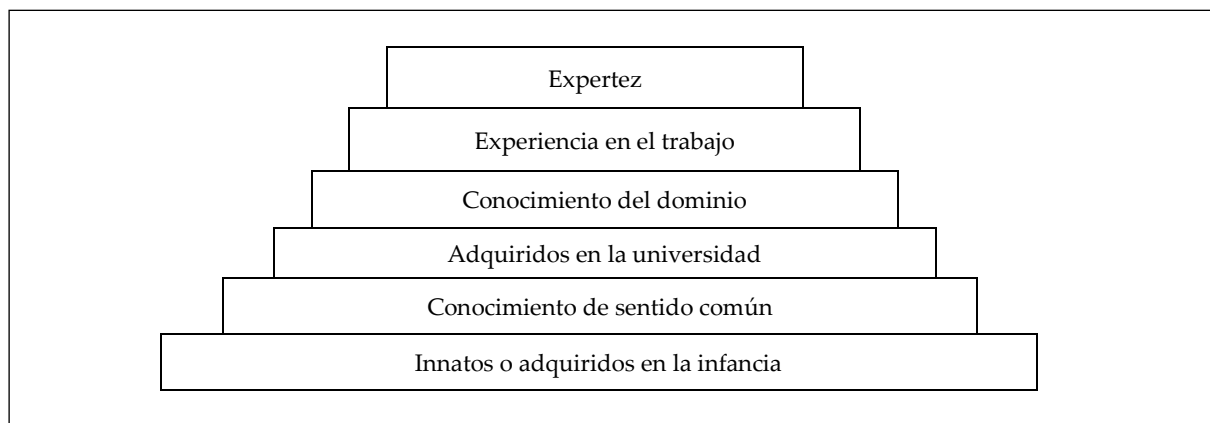 Expertez
Experiencia en el trabajo
Conocimiento del dominio
Adquiridos en la universidad
Conocimiento de sentido común
Innatos o adquiridos en la infancia